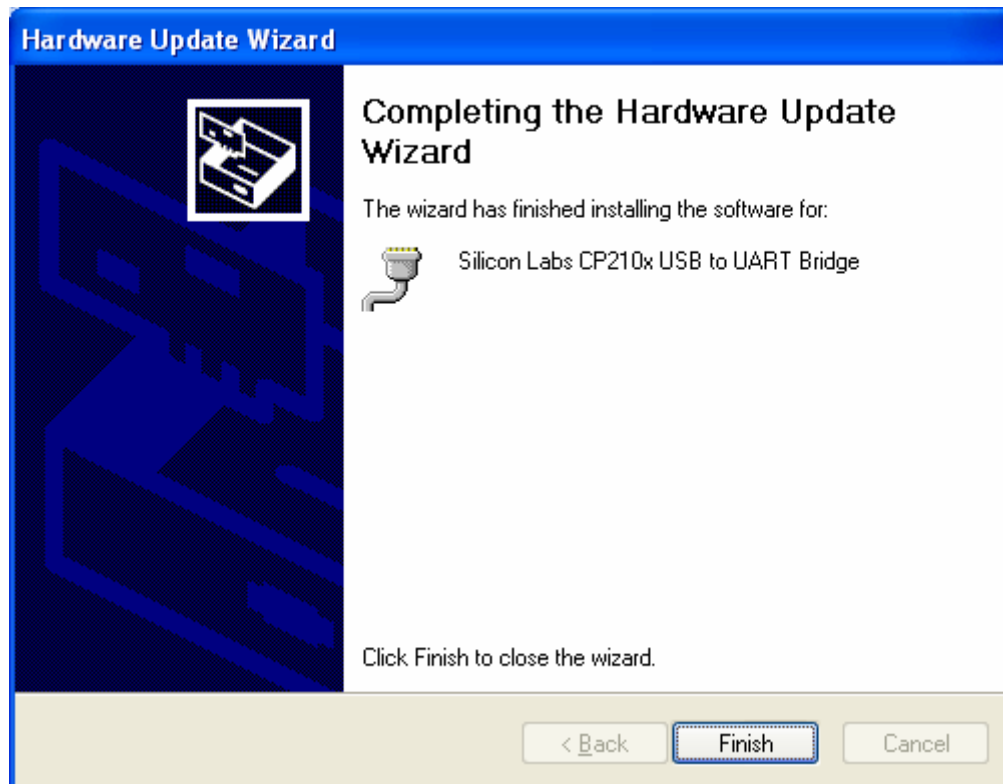 Hardware Update Wizard
Completing the Hardware Update
Wizard
The wizard has finished installing the software for:
Silicon Labs CP210x USB to UART Bridge
Click Finish to close the wizard.
< Back
Finish
Cancel